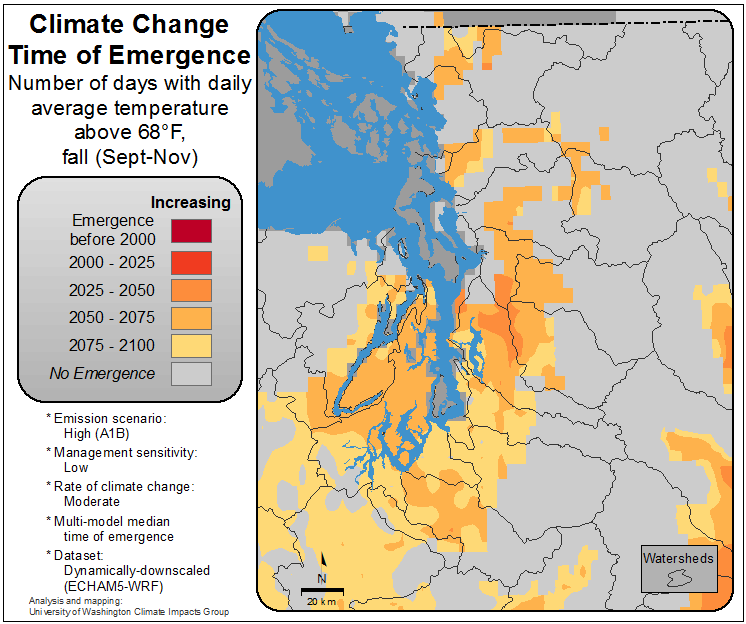 Climate Change
Time of Emergence
Number of days with daily
average temperature
above 68°F,
fall (Sept-Nov)
Increasing
Emergence
before 2000
2000 - 2025
2025 - 2050
2050 - 2075
2075 - 2100
No Emergence
* Emission scenario:
High (A1B)
* Management sensitivity:
Low
* Rate of climate change:
Moderate
* Multi-model median
time of emergence
* Dataset:
Dynamically-downscaled
(ECHAM5-WRF)
Analysis and mapping:
University of Washington Climate Impacts Group
N
20 km
Watersheds